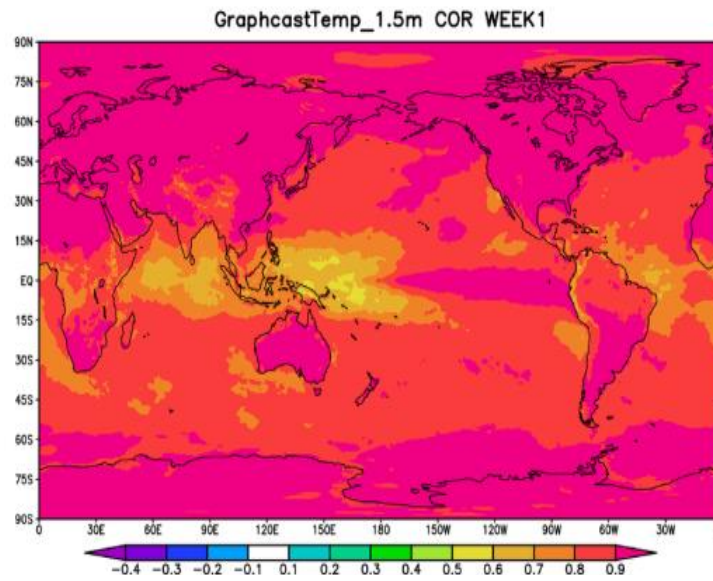 GraphcastTemp_1.5m COR WEEK1
90N
75N
60N
45N
30N
15N
EQ
15S
30S
45S
60S
75S
90S
0 30E 60E 90E 120E 150E 180 150W 120W 90W 60W 30W
-0.4 -0.3 -0.2 -0.1 0.1 0.2 0.3 0.4 0.5 0.6 0.7 0.8 0.9